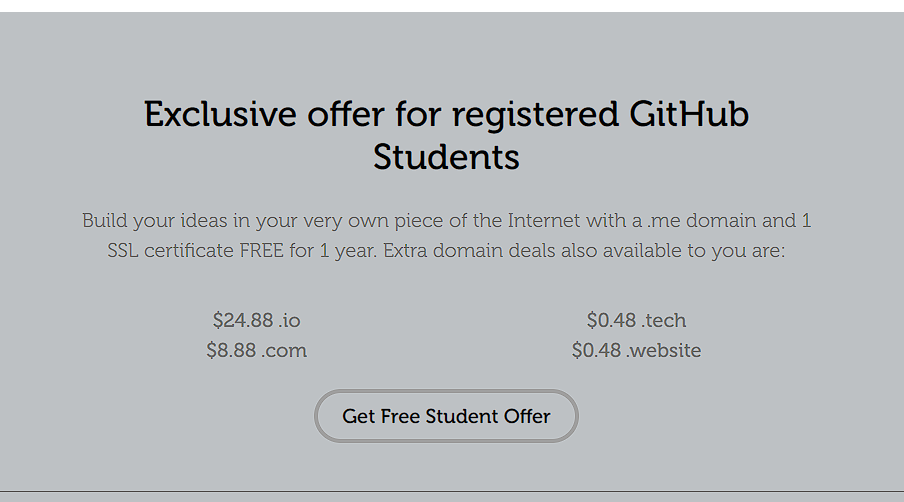 Exclusive offer for registered GitHub
Students
Build your ideas in your very own piece of the Internet with a .me domain and 1
SSL certificate FREE for 1 year. Extra domain deals also available to you are:
$24.88 .io
$8.88 .com
$0.48 .tech
$0.48 .website
Get Free Student Offer